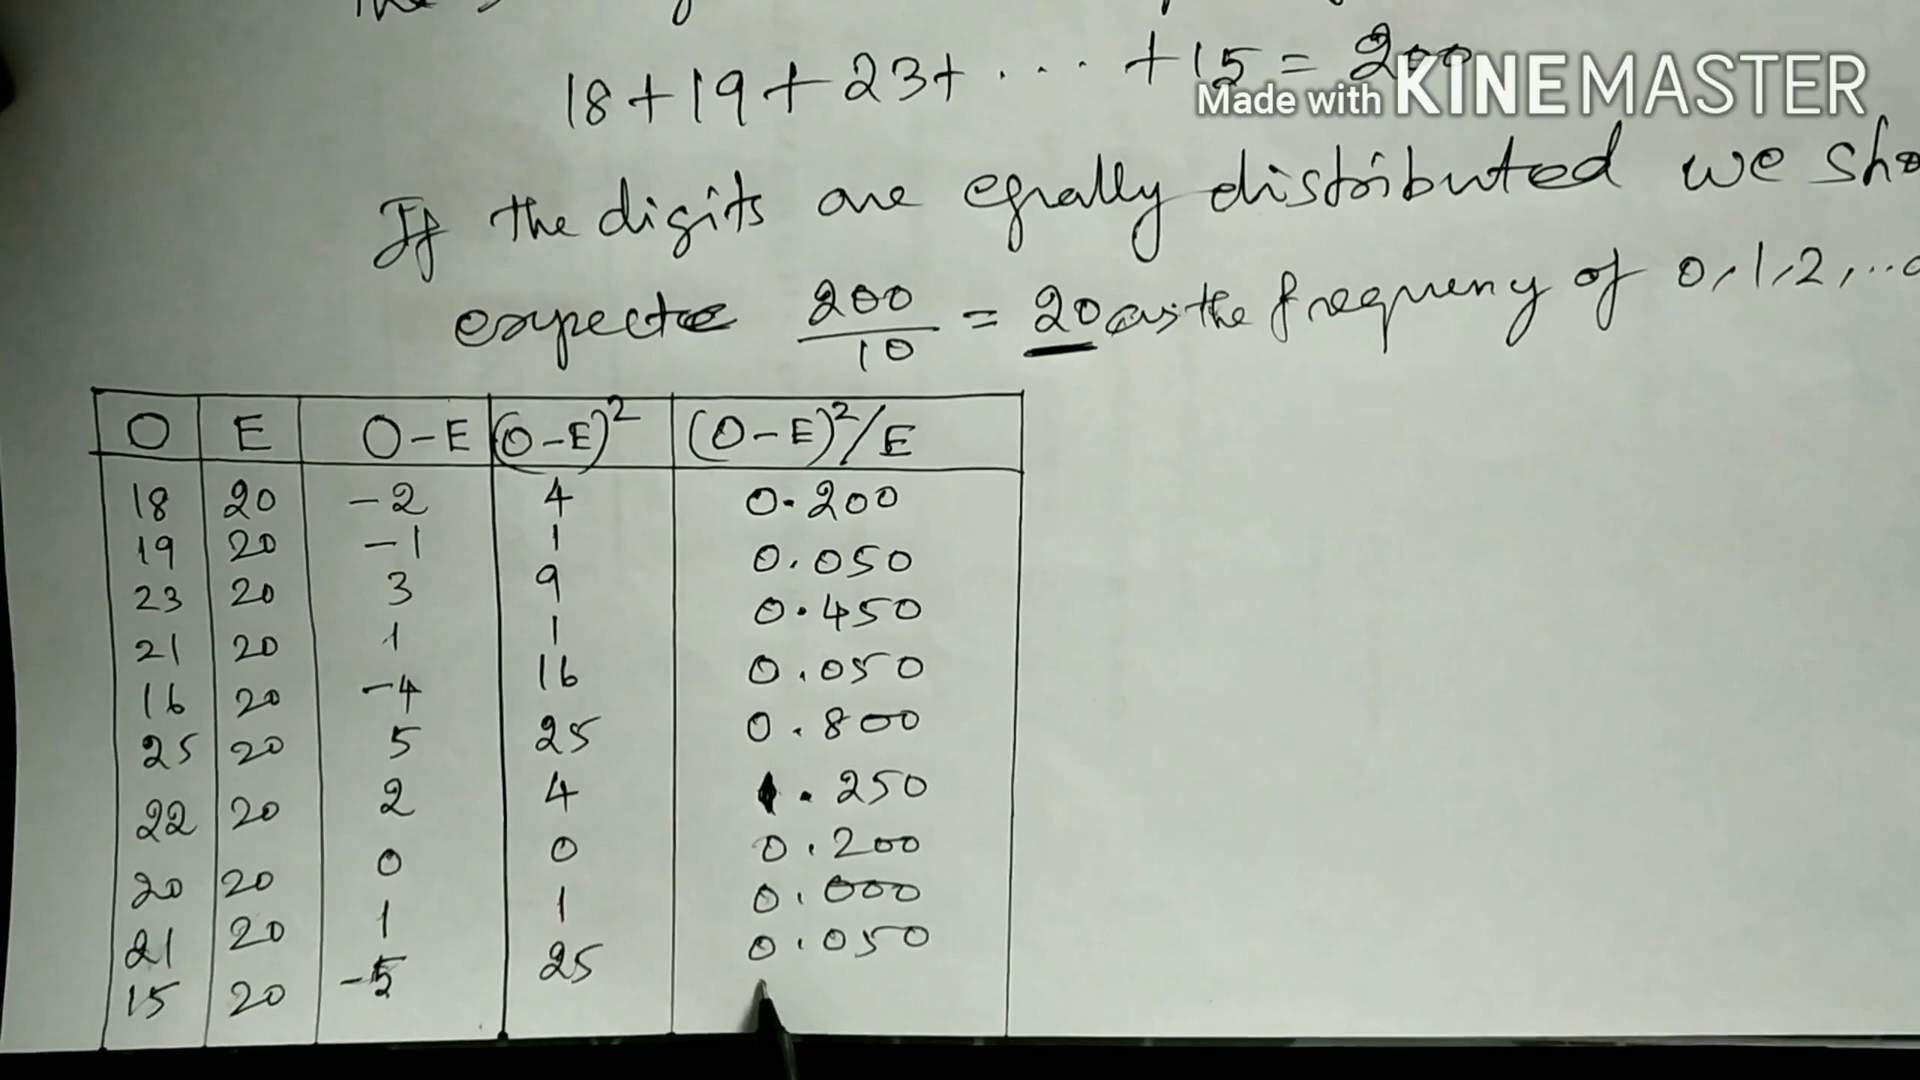 18+19+23+ ... +15 = 200
Made with KINEMASTER
If the digits are equally distributed we sho
expecte 200/10 = 20 as the frequency of 0,1,2,...
O E O-E (O-E)² (O-E)²/E
18 20 -2 4 0.200
19 20 -1 1 0.050
23 20 3 9 0.450
21 20 1 1 0.050
16 20 -4 16 0.800
25 20 5 25 1.250
22 20 2 4 0.200
20 20 0 0 0.000
21 20 1 1 0.050
15 20 -5 25